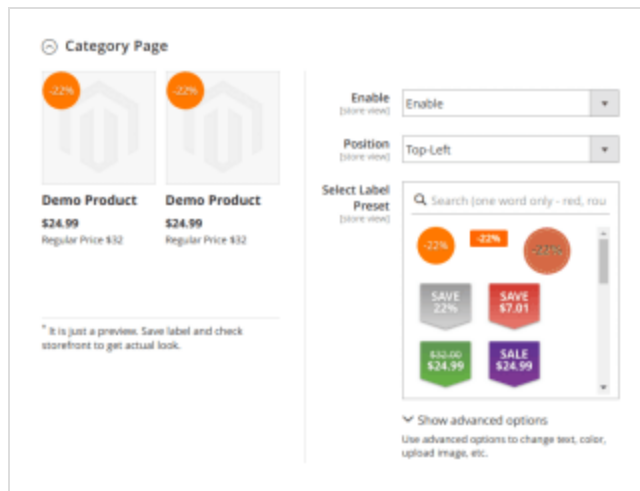 Category Page
-22%
-22%
Demo Product
Demo Product
$24.99
$24.99
Regular Price $32
Regular Price $32
* It is just a preview. Save label and check
storefront to get actual look.
Enable
[store view]
Enable
Position
[store view]
Top-Left
Select Label
Preset
[store view]
Search (one word only - red, rou
-22%
-22%
-22%
SAVE
22%
SAVE
$7.01
$32.00
$24.99
SALE
$24.99
Show advanced options
Use advanced options to change text, color,
upload image, etc.